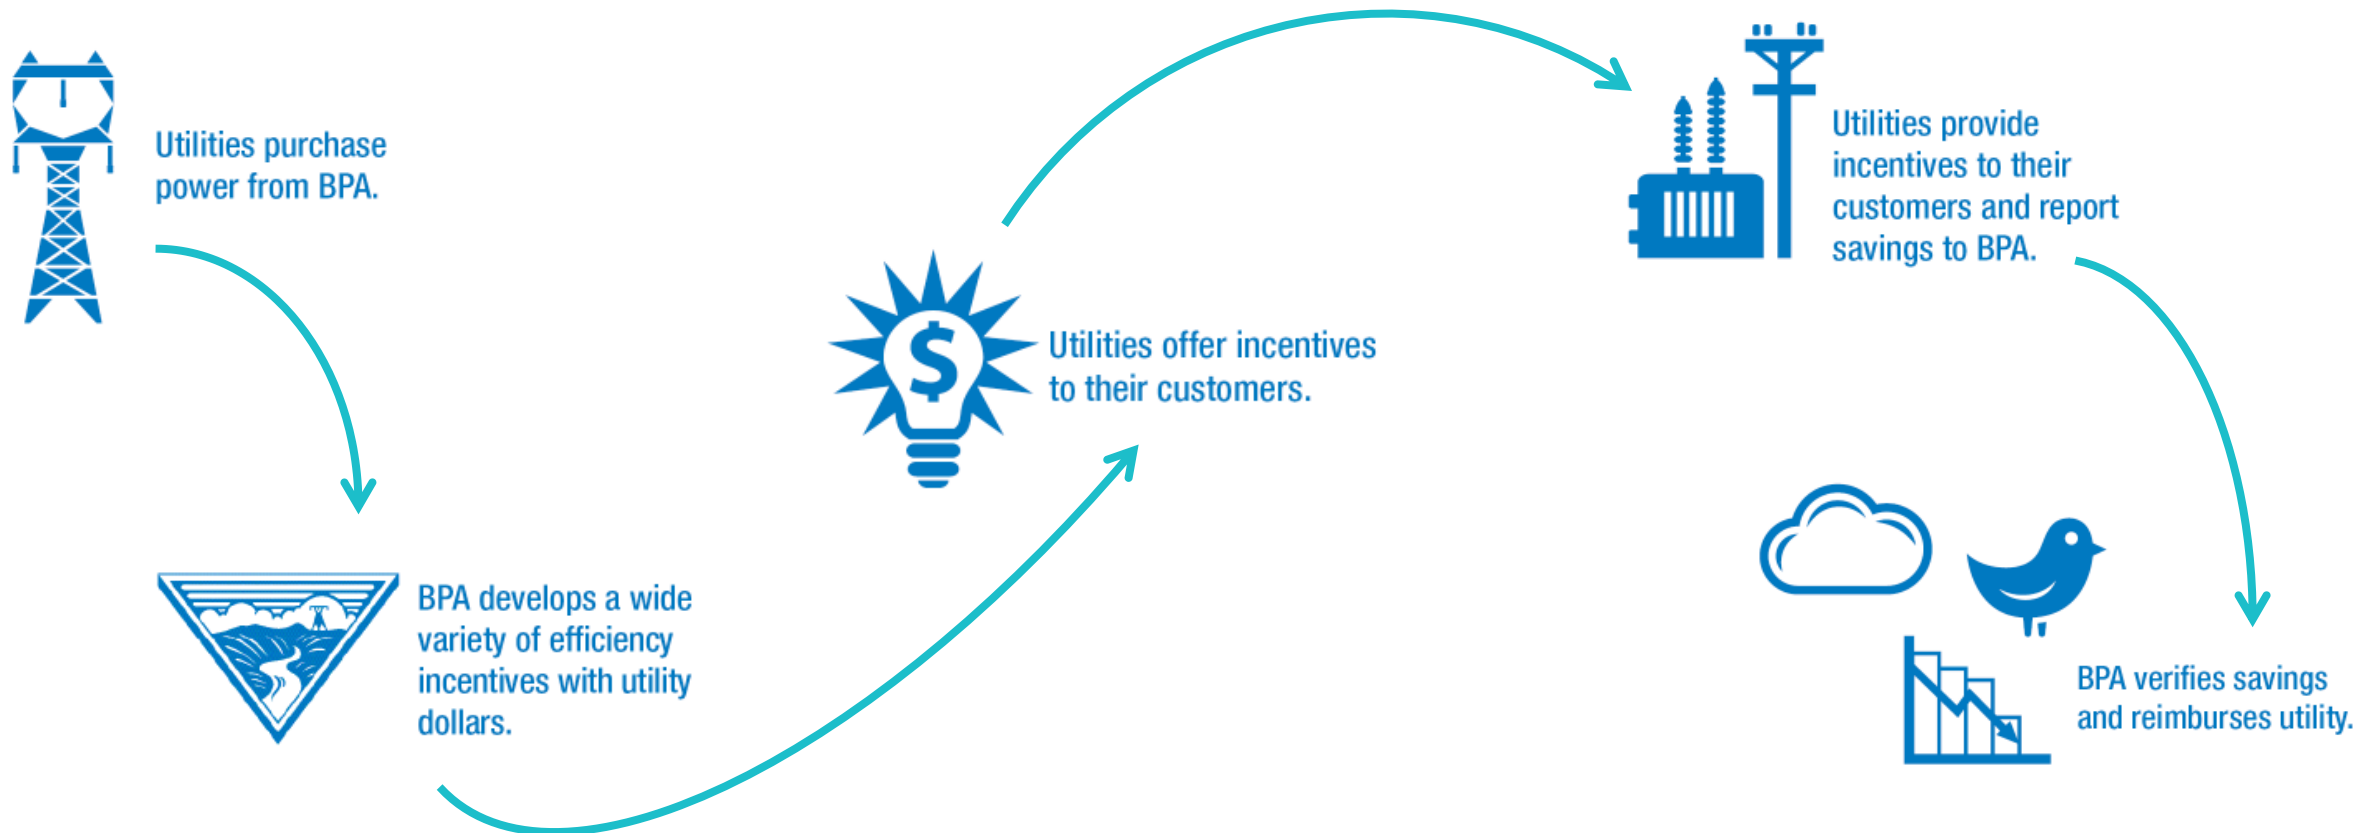 Utilities purchase
power from BPA.
BPA develops a wide
variety of efficiency
incentives with utility
dollars.
$
Utilities offer incentives
to their customers.
Utilities provide
incentives to their
customers and report
savings to BPA.
BPA verifies savings
and reimburses utility.